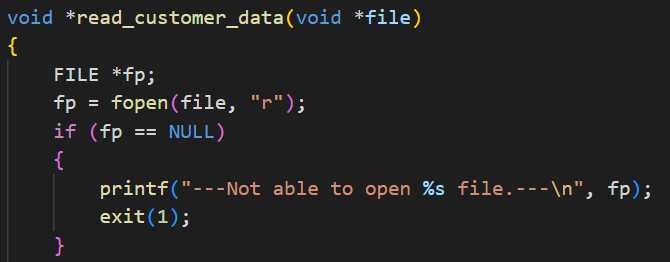 void *read_customer_data(void *file)
{
    FILE *fp;
    fp = fopen(file, "r");
    if (fp == NULL)
    {
        printf("---Not able to open %s file.---\n", fp);
        exit(1);
    }